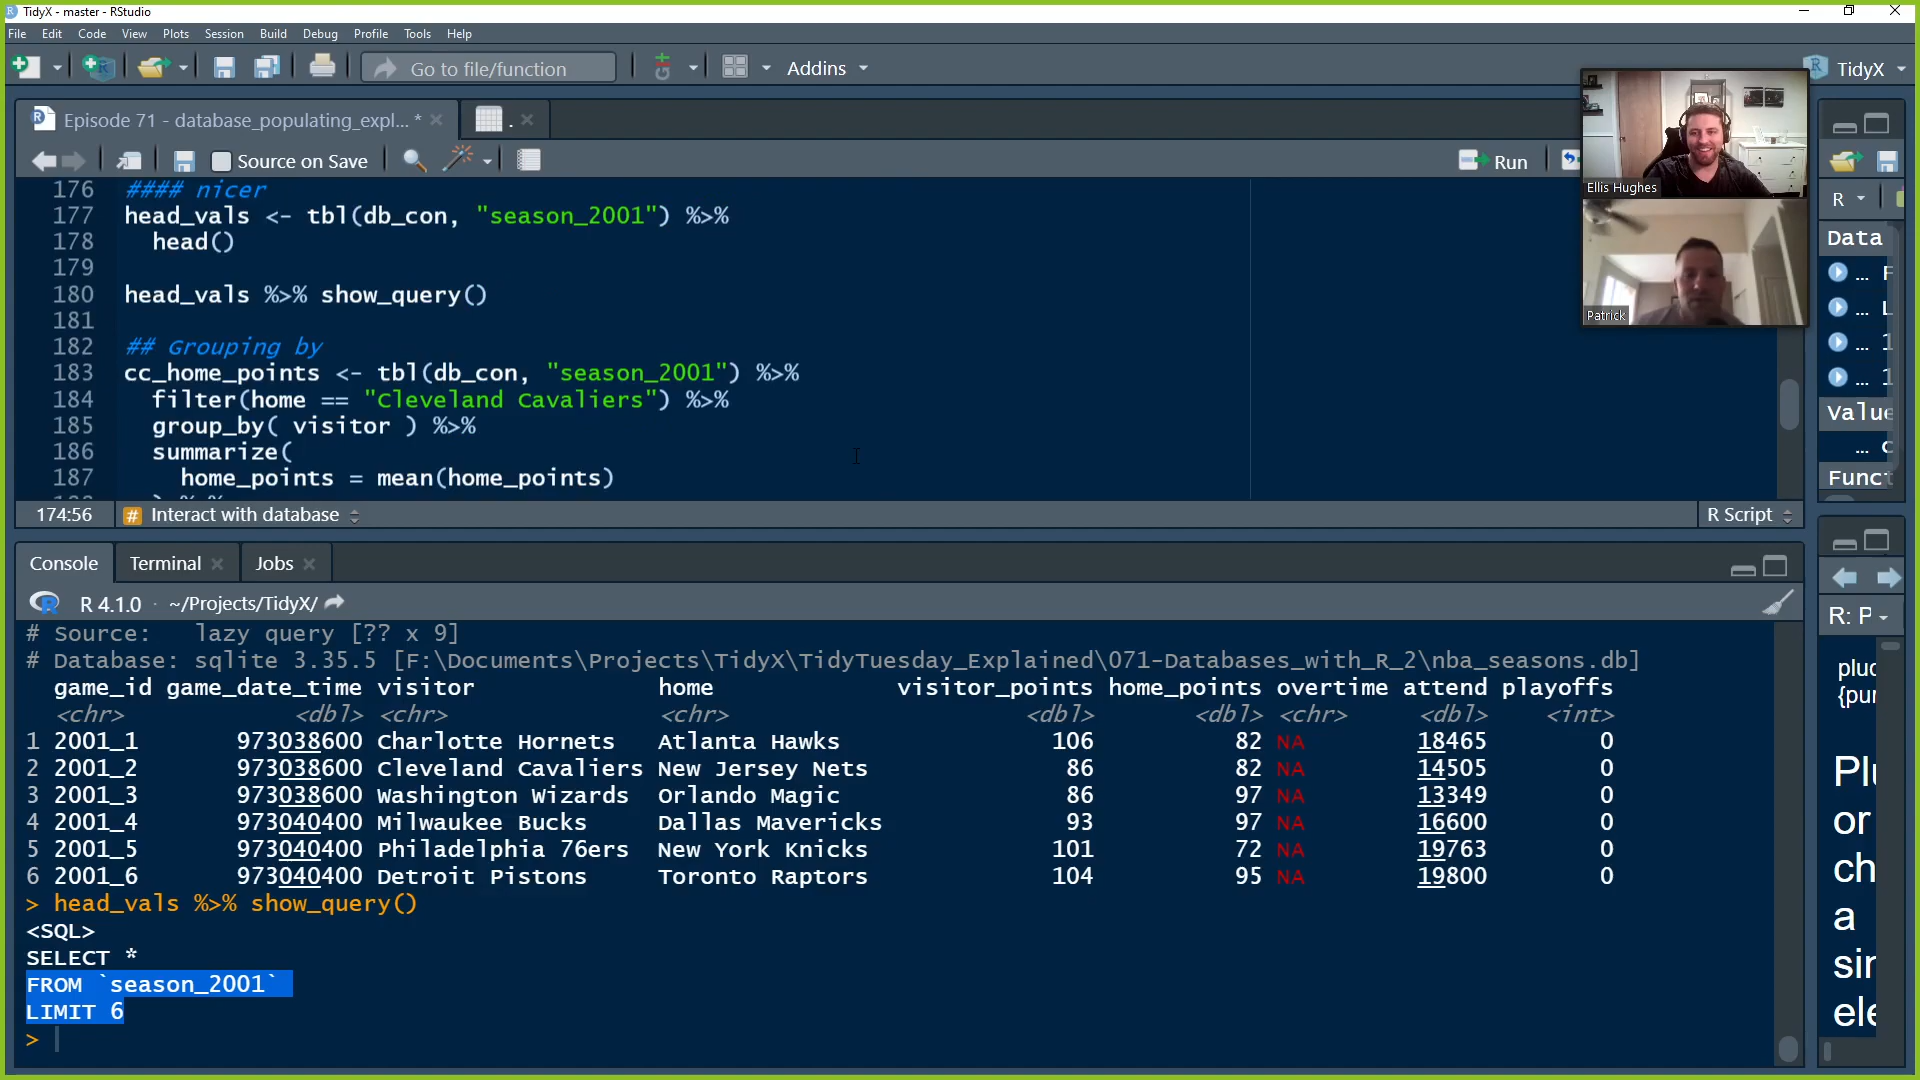 TidyX - master - RStudio
File Edit Code View Plots Session Build Debug Profile Tools Help
Go to file/function
Addins
TidyX
Episode 71 - database_populating_expl... *
.
Source on Save
Run
176 #### nicer
177 head_vals <- tbl(db_con, "season_2001") %>%
178 head()
179
180 head_vals %>% show_query()
181
182 ## Grouping by
183 cc_home_points <- tbl(db_con, "season_2001") %>%
184 filter(home == "Cleveland Cavaliers") %>%
185 group_by( visitor ) %>%
186 summarize(
187 home_points = mean(home_points)
174:56 # Interact with database R Script
Console Terminal Jobs
R 4.1.0 · ~/Projects/TidyX/
# Source: lazy query [?? x 9]
# Database: sqlite 3.35.5 [F:\Documents\Projects\TidyX\TidyTuesday_Explained\071-Databases_with_R_2\nba_seasons.db]
game_id game_date_time visitor home visitor_points home_points overtime attend playoffs
<chr> <dbl> <chr> <chr> <dbl> <dbl> <chr> <dbl> <int>
1 2001_1 973038600 Charlotte Hornets Atlanta Hawks 106 82 NA 18465 0
2 2001_2 973038600 Cleveland Cavaliers New Jersey Nets 86 82 NA 14505 0
3 2001_3 973038600 Washington Wizards Orlando Magic 86 97 NA 13349 0
4 2001_4 973040400 Milwaukee Bucks Dallas Mavericks 93 97 NA 16600 0
5 2001_5 973040400 Philadelphia 76ers New York Knicks 101 72 NA 19763 0
6 2001_6 973040400 Detroit Pistons Toronto Raptors 104 95 NA 19800 0
> head_vals %>% show_query()
<SQL>
SELECT *
FROM `season_2001`
LIMIT 6
>
Ellis Hughes
Patrick
R
Data
... F
... L
... 1
... 1
Value
... c
Funct
R: P
pluc
{pur
Plu
or
ch
a
sin
ele